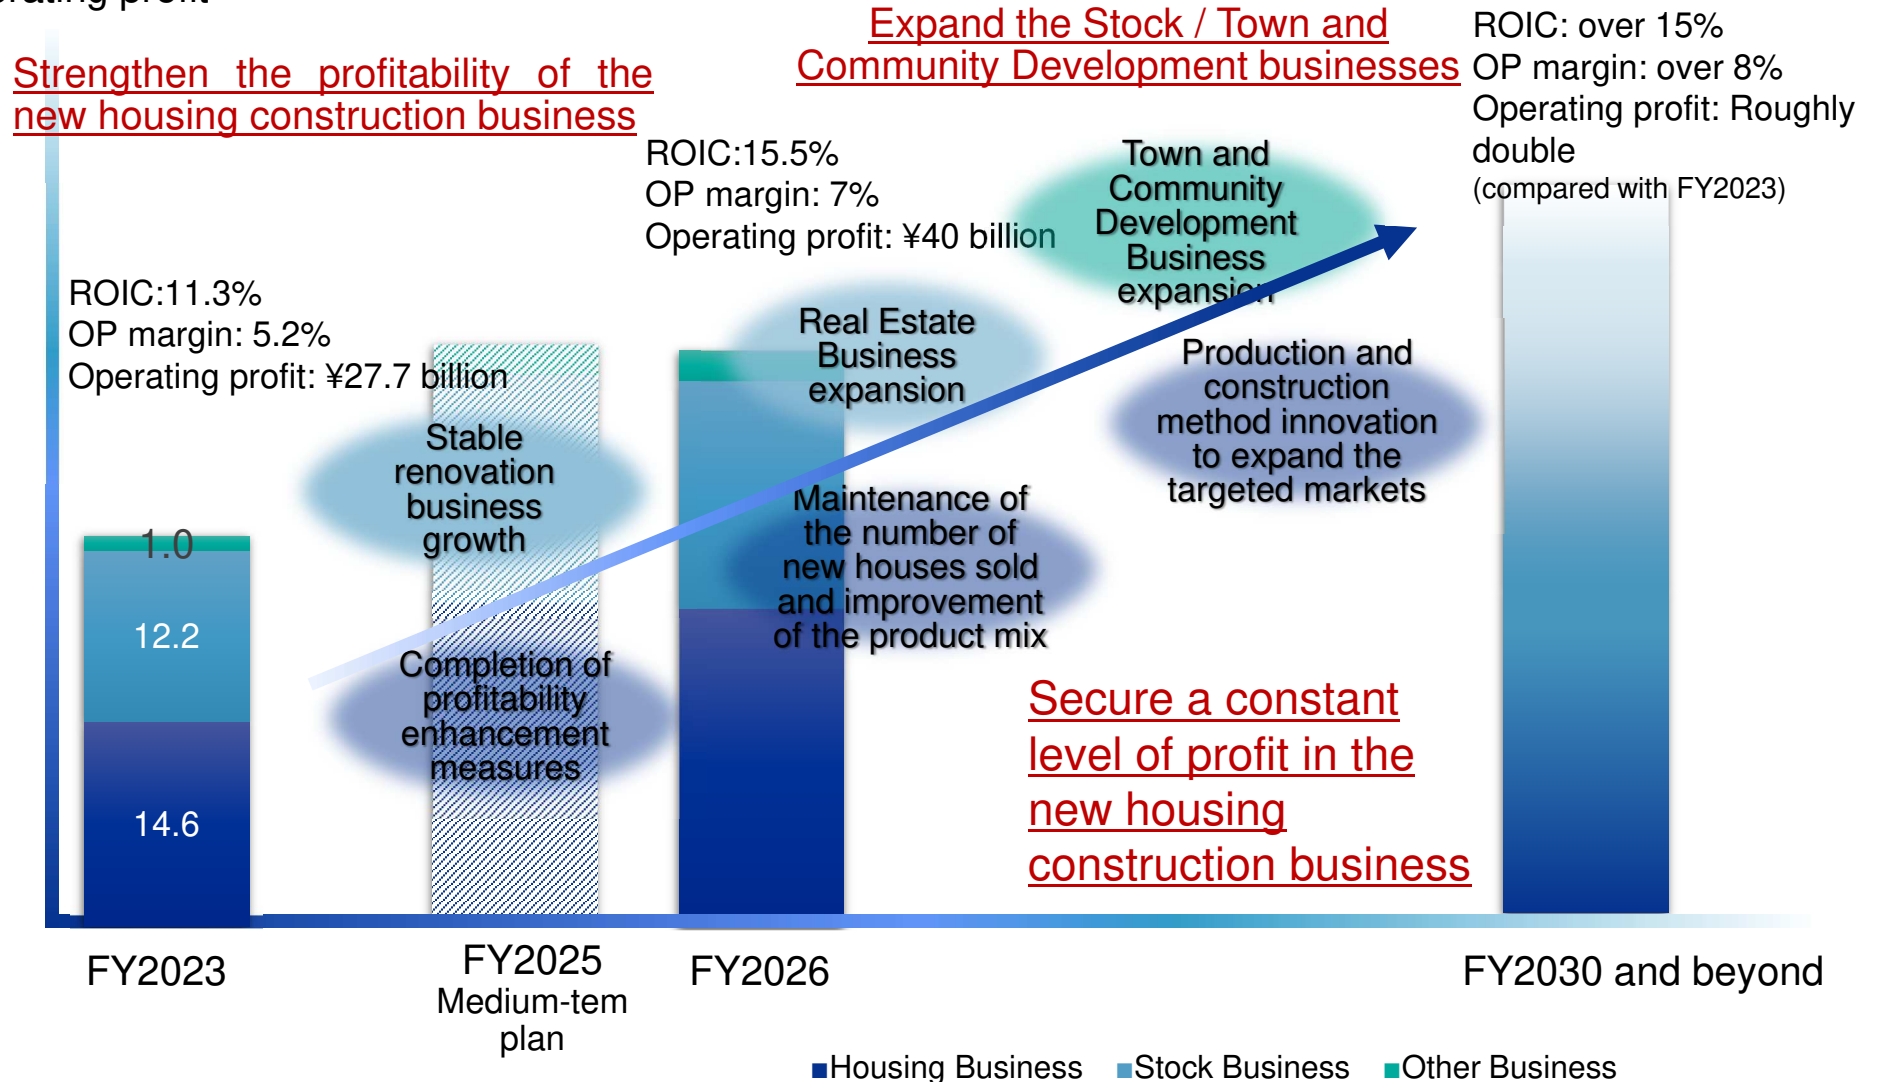 erating profit
Strengthen the profitability of the
new housing construction business
Expand the Stock / Town and
Community Development businesses
ROIC: over 15%
OP margin: over 8%
Operating profit: Roughly
double
(compared with FY2023)
ROIC:15.5%
OP margin: 7%
Operating profit: ¥40 billion
Town and
Community
Development
Business
expansion
ROIC:11.3%
OP margin: 5.2%
Operating profit: ¥27.7 billion
Real Estate
Business
expansion
Production and
construction
method innovation
to expand the
targeted markets
Stable
renovation
business
growth
Maintenance of
the number of
new houses sold
and improvement
of the product mix
1.0
12.2
14.6
Completion of
profitability
enhancement
measures
Secure a constant
level of profit in the
new housing
construction business
FY2023
FY2025
Medium-tem
plan
FY2026
FY2030 and beyond
Housing Business
Stock Business
Other Business